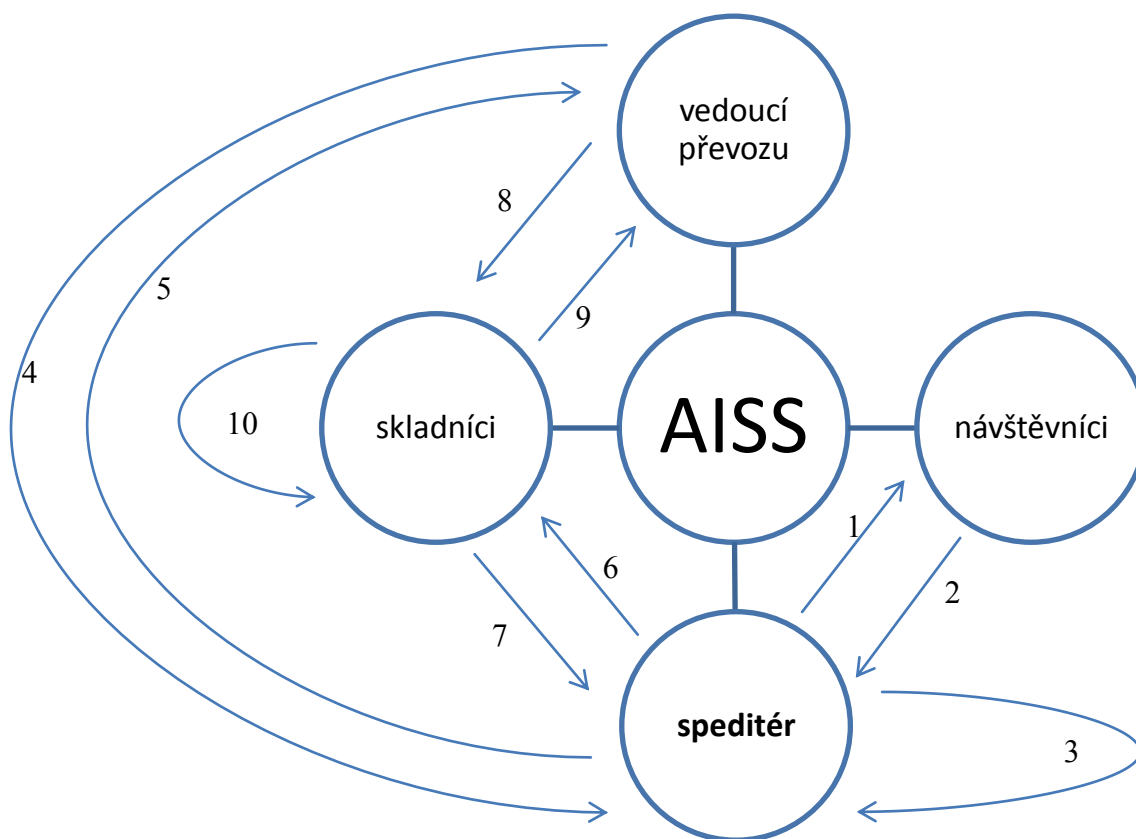 vedoucí
převozu
8
5
9
4
10
skladníci
AISS
návštěvníci
1
6
2
7
speditér
3